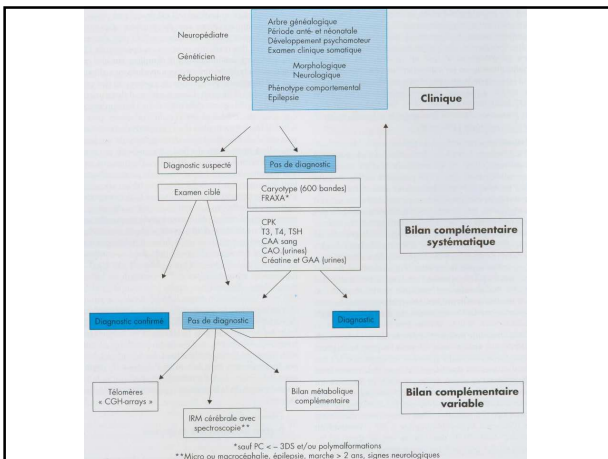 Neuropédiatre
Généticien
Pédopsychiatre
Arbre généalogique
Période anté- et néonatale
Développement psychomoteur
Examen clinique somatique
Morphologique
Neurologique
Phénotype comportemental
Epilepsie
Clinique
Diagnostic suspecté
Pas de diagnostic
Examen ciblé
Caryotype (600 bandes)
FRAXA*
CPK
T3, T4, TSH
CAA sang
CAO (urines)
Créatine et GAA (urines)
Bilan complémentaire
systématique
Diagnostic confirmé
Pas de diagnostic
Diagnostic
Télomères
« CGH-arrays »
IRM cérébrale avec
spectroscopie**
Bilan métabolique
complémentaire
Bilan complémentaire
variable
*sauf PC < – 3DS et/ou polymalformations
**Micro ou macrocéphalie, épilepsie, marche > 2 ans, signes neurologiques